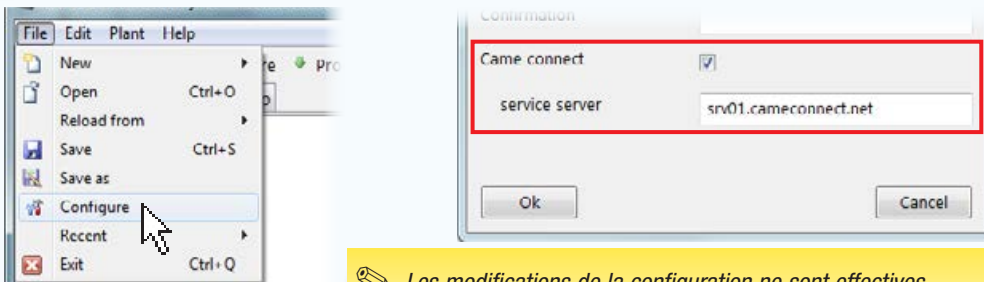 File Edit Plant Help
New
Open Ctrl+O
Reload from
Save Ctrl+S
Save as
Configure
Recent
Exit Ctrl+Q
Confirmation
Came connect
service server srv01.cameconnect.net
Ok Cancel
Les modifications de la configuration ne sont effectives